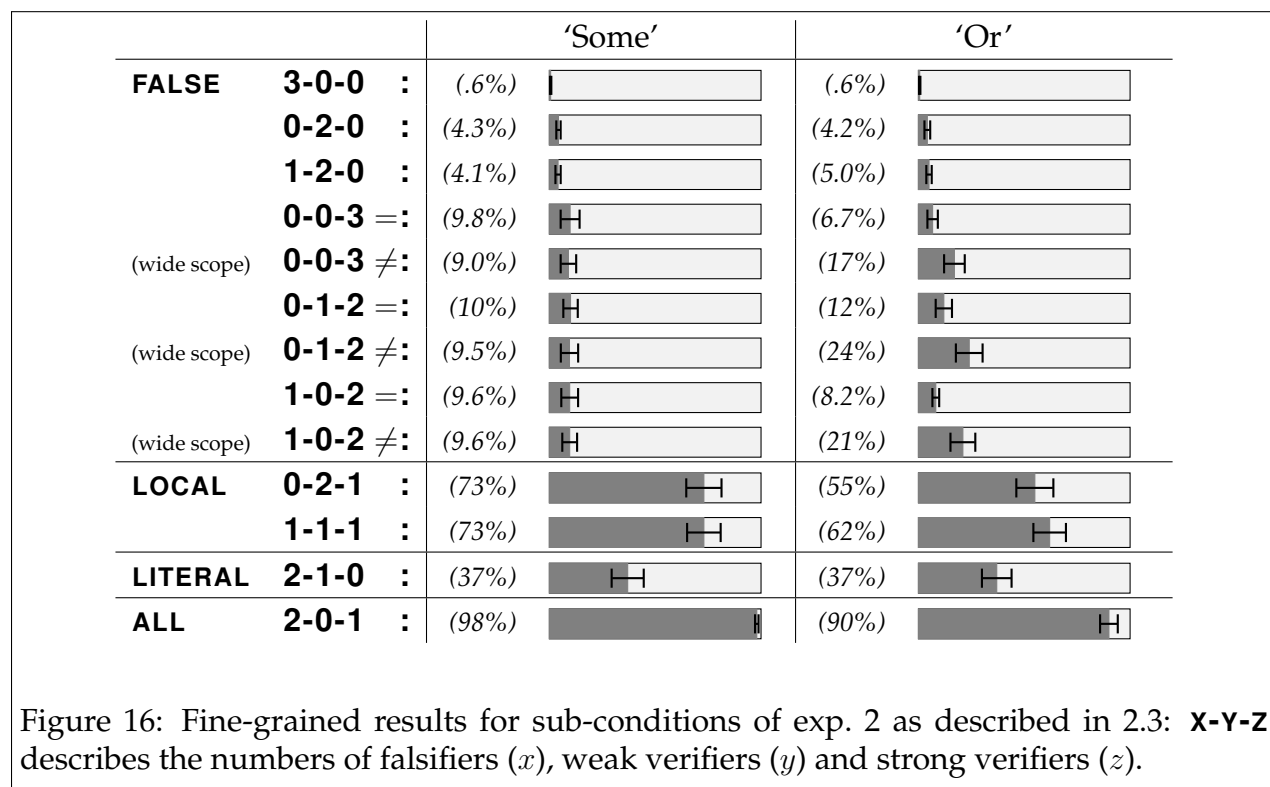 ‘Some’ ‘Or’
FALSE 3-0-0 : (.6%) (.6%)
0-2-0 : (4.3%) (4.2%)
1-2-0 : (4.1%) (5.0%)
0-0-3 =: (9.8%) (6.7%)
(wide scope) 0-0-3 ≠: (9.0%) (17%)
0-1-2 =: (10%) (12%)
(wide scope) 0-1-2 ≠: (9.5%) (24%)
1-0-2 =: (9.6%) (8.2%)
(wide scope) 1-0-2 ≠: (9.6%) (21%)
LOCAL 0-2-1 : (73%) (55%)
1-1-1 : (73%) (62%)
LITERAL 2-1-0 : (37%) (37%)
ALL 2-0-1 : (98%) (90%)
Figure 16: Fine-grained results for sub-conditions of exp. 2 as described in 2.3: X-Y-Z
describes the numbers of falsifiers (x), weak verifiers (y) and strong verifiers (z).